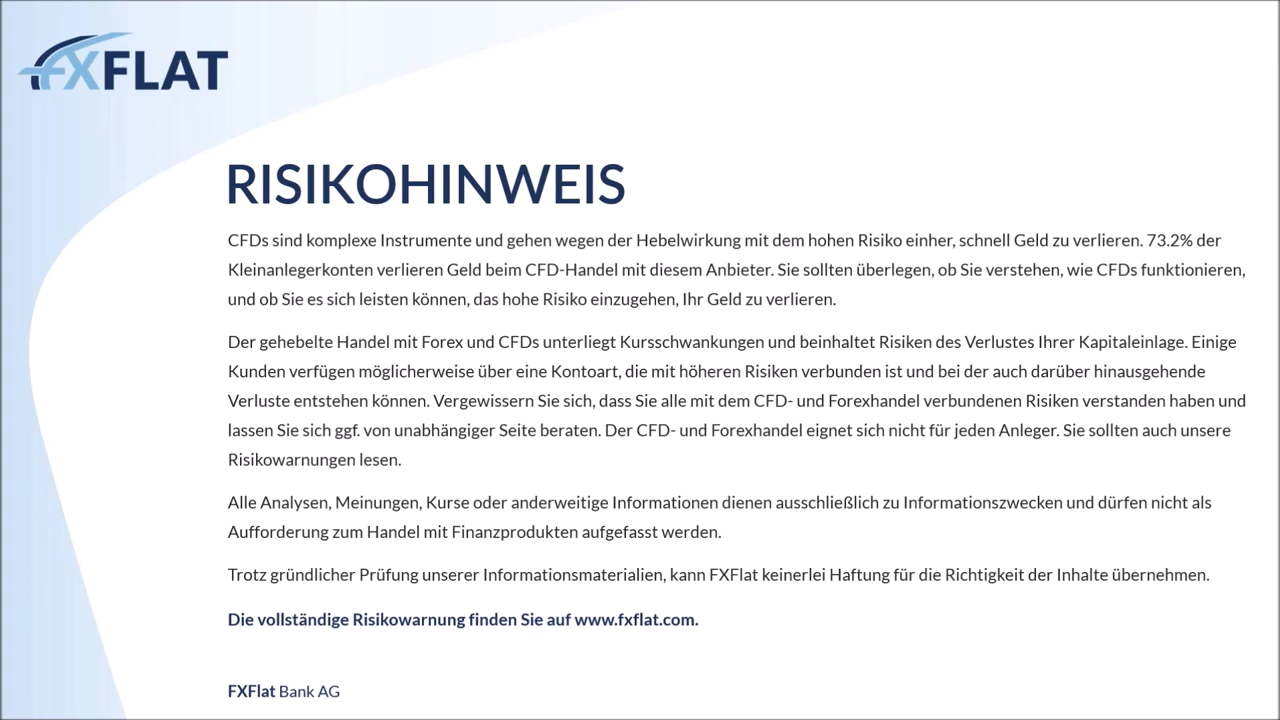 FXFLAT
RISIKOHINWEIS
CFDs sind komplexe Instrumente und gehen wegen der Hebelwirkung mit dem hohen Risiko einher, schnell Geld zu verlieren. 73.2% der
Kleinanlegerkonten verlieren Geld beim CFD-Handel mit diesem Anbieter. Sie sollten überlegen, ob Sie verstehen, wie CFDs funktionieren,
und ob Sie es sich leisten können, das hohe Risiko einzugehen, Ihr Geld zu verlieren.
Der gehebelte Handel mit Forex und CFDs unterliegt Kursschwankungen und beinhaltet Risiken des Verlustes Ihrer Kapitaleinlage. Einige
Kunden verfügen möglicherweise über eine Kontoart, die mit höheren Risiken verbunden ist und bei der auch darüber hinausgehende
Verluste entstehen können. Vergewissern Sie sich, dass Sie alle mit dem CFD- und Forexhandel verbundenen Risiken verstanden haben und
lassen Sie sich ggf. von unabhängiger Seite beraten. Der CFD- und Forexhandel eignet sich nicht für jeden Anleger. Sie sollten auch unsere
Risikowarnungen lesen.
Alle Analysen, Meinungen, Kurse oder anderweitige Informationen dienen ausschließlich zu Informationszwecken und dürfen nicht als
Aufforderung zum Handel mit Finanzprodukten aufgefasst werden.
Trotz gründlicher Prüfung unserer Informationsmaterialien, kann FXFlat keinerlei Haftung für die Richtigkeit der Inhalte übernehmen.
Die vollständige Risikowarnung finden Sie auf www.fxflat.com.
FXFlat Bank AG